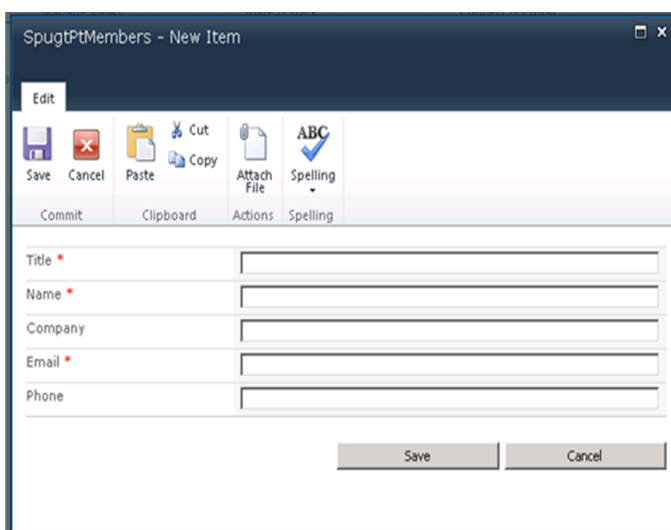 SpugtPtMembers - New Item
Edit
Save
Cancel
Paste
Cut
Copy
Attach File
ABC
Spelling
Commit
Clipboard
Actions
Spelling
Title *
Name *
Company
Email *
Phone
Save
Cancel